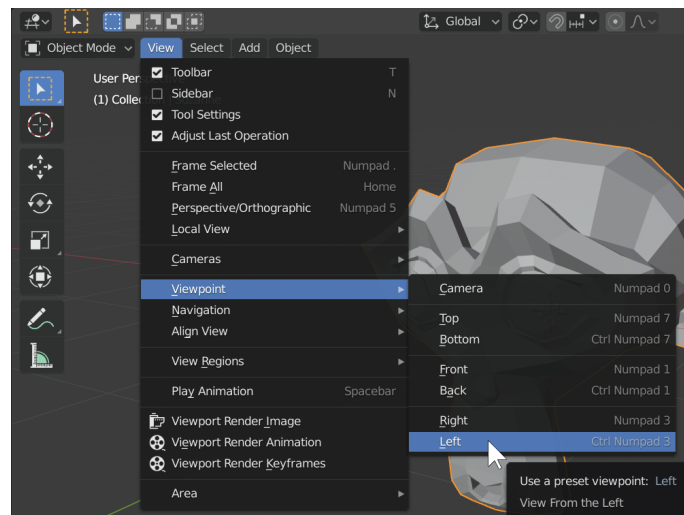 Global
Object Mode View Select Add Object
User Per
(1) Colle
Toolbar T
Sidebar N
Tool Settings
Adjust Last Operation
Frame Selected Numpad .
Frame All Home
Perspective/Orthographic Numpad 5
Local View
Cameras
Viewpoint
Navigation
Align View
View Regions
Play Animation Spacebar
Viewport Render Image
Viewport Render Animation
Viewport Render Keyframes
Area
Camera Numpad 0
Top Numpad 7
Bottom Ctrl Numpad 7
Front Numpad 1
Back Ctrl Numpad 1
Right Numpad 3
Left Ctrl Numpad 3
Use a preset viewpoint: Left
View From the Left